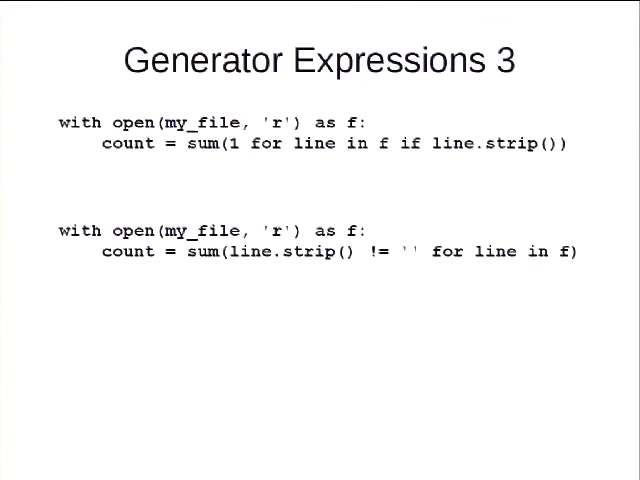 Generator Expressions 3
with open(my_file, 'r') as f:
    count = sum(1 for line in f if line.strip())
with open(my_file, 'r') as f:
    count = sum(line.strip() != '' for line in f)